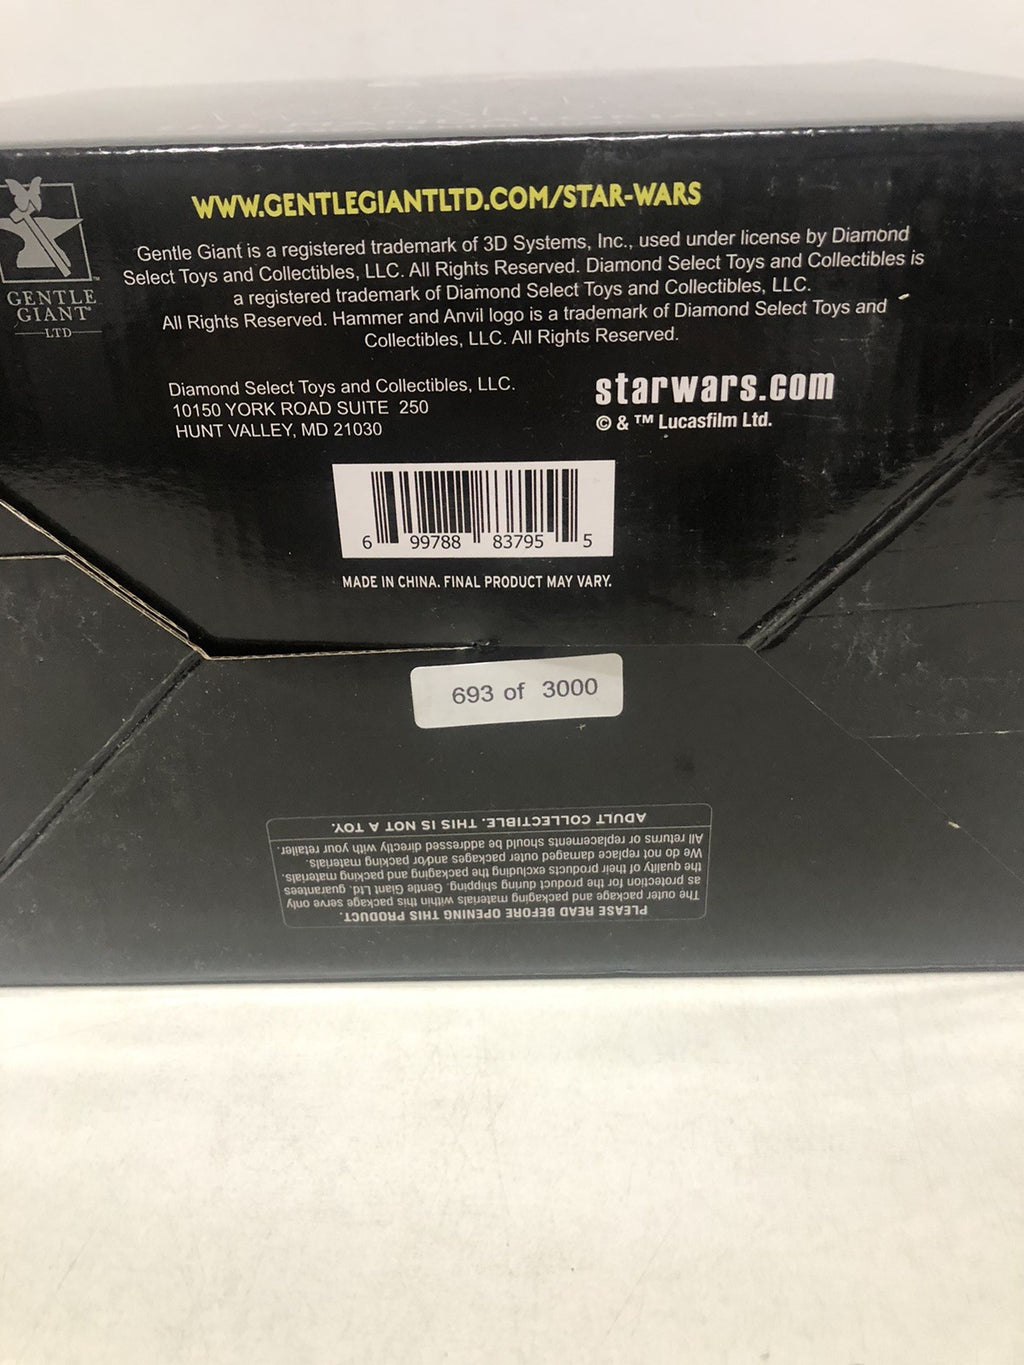 WWW.GENTLEGIANTLTD.COM/STAR-WARS
Gentle Giant is a registered trademark of 3D Systems, Inc., used under license by Diamond
Select Toys and Collectibles, LLC. All Rights Reserved. Diamond Select Toys and Collectibles is
a registered trademark of Diamond Select Toys and Collectibles, LLC.
All Rights Reserved. Hammer and Anvil logo is a trademark of Diamond Select Toys and
Collectibles, LLC. All Rights Reserved.
GENTLE
GIANT®
LTD
Diamond Select Toys and Collectibles, LLC.
10150 YORK ROAD SUITE 250
HUNT VALLEY, MD 21030
starwars.com
© & ™ Lucasfilm Ltd.
6 99788 83795 5
MADE IN CHINA. FINAL PRODUCT MAY VARY.
693 of 3000
PLEASE READ BEFORE OPENING THIS PRODUCT.
The outer package and packaging materials within this package serve only
as protection for the product during shipping. Gentle Giant Ltd. guarantees
the quality of their products excluding the packaging and packing materials.
We do not replace damaged outer packages and/or packing materials.
All returns or replacements should be addressed directly with your retailer.
ADULT COLLECTIBLE. THIS IS NOT A TOY.